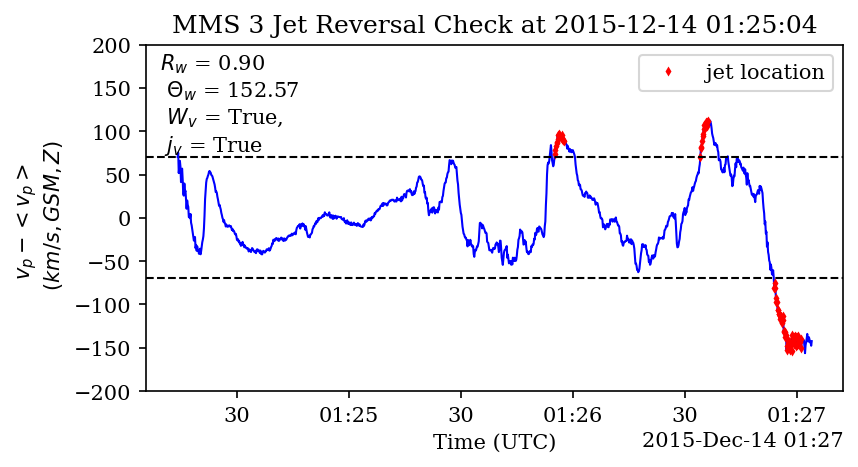 MMS 3 Jet Reversal Check at 2015-12-14 01:25:04
R_w = 0.90
Θ_w = 152.57
W_v = True,
j_v = True
jet location
v_p − < v_p >
(km/s, GSM, Z)
200
150
100
50
0
−50
−100
−150
−200
30 01:25 30 01:26 30 01:27
Time (UTC)
2015-Dec-14 01:27